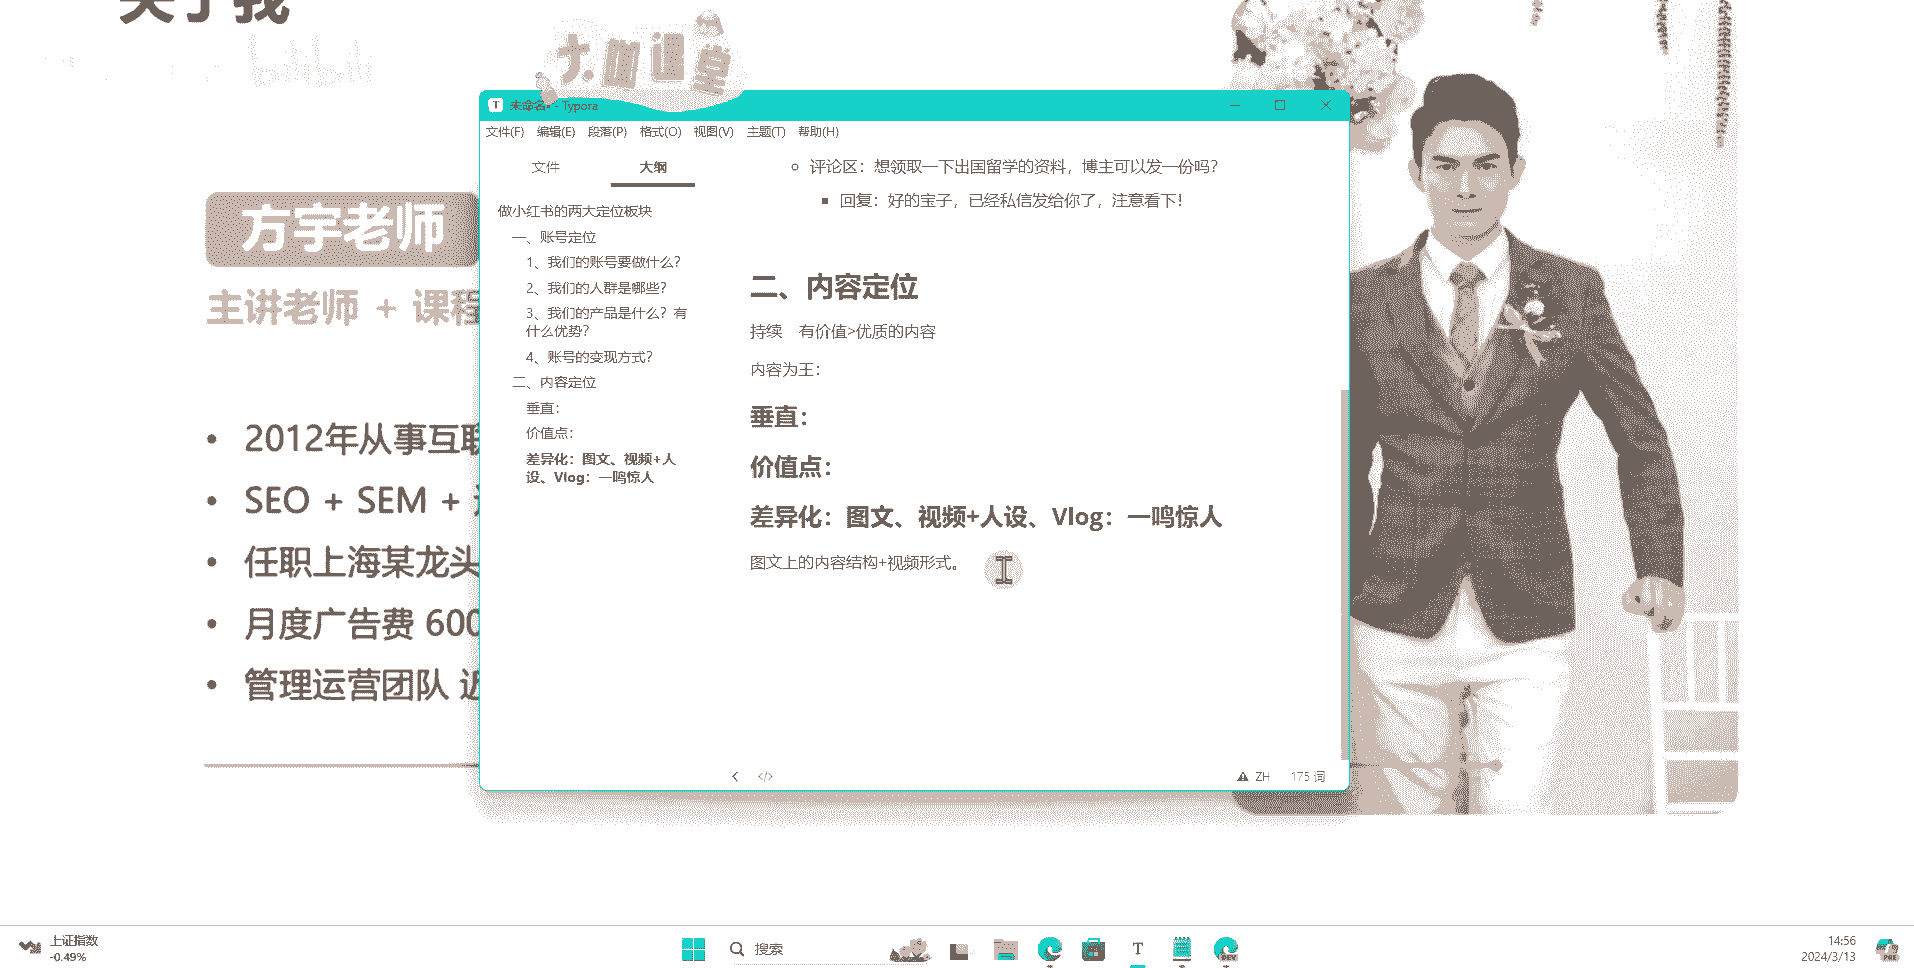 关于我
bilibili
大咖课堂
方宇老师
主讲老师 + 课程
• 2012年从事互联
• SEO + SEM +
• 任职上海某龙头
• 月度广告费 600
• 管理运营团队 近
未命名• - Typora
文件(F) 编辑(E) 段落(P) 格式(O) 视图(V) 主题(T) 帮助(H)
文件 大纲
做小红书的两大定位板块
一、账号定位
1、我们的账号要做什么?
2、我们的人群是哪些?
3、我们的产品是什么?有
什么优势?
4、账号的变现方式?
二、内容定位
垂直:
价值点:
差异化:图文、视频+人
设、Vlog:一鸣惊人
评论区:想领取一下出国留学的资料,博主可以发一份吗?
回复:好的宝子,已经私信发给你了,注意看下!
二、内容定位
持续 有价值>优质的内容
内容为王:
垂直:
价值点:
差异化:图文、视频+人设、Vlog:一鸣惊人
图文上的内容结构+视频形式。
</> ZH 175 词
上证指数
-0.49%
搜索
DEV
14:56
2024/3/13
PRE